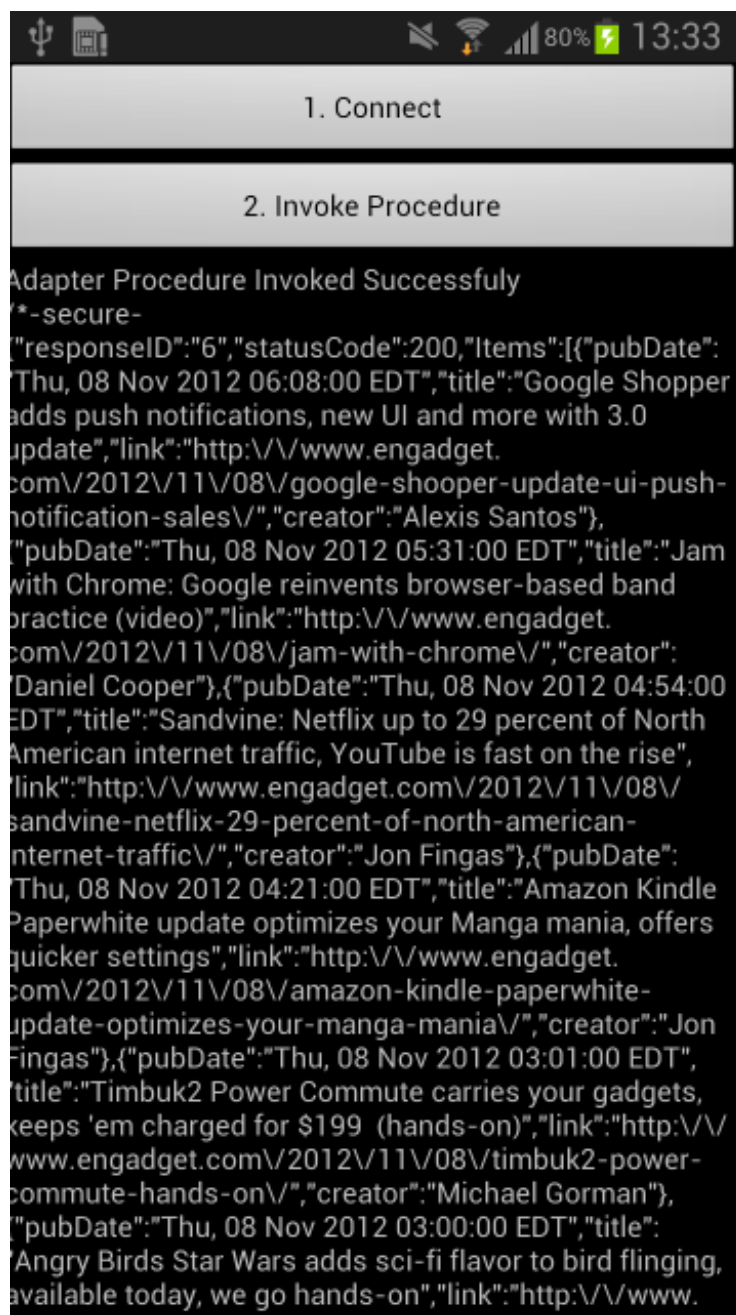 80% 13:33
1. Connect
2. Invoke Procedure
Adapter Procedure Invoked Successfuly
/*-secure-
{"responseID":"6","statusCode":200,"Items":[{"pubDate":
"Thu, 08 Nov 2012 06:08:00 EDT","title":"Google Shopper
adds push notifications, new UI and more with 3.0
update","link":"http:\/\/www.engadget.
com\/2012\/11\/08\/google-shooper-update-ui-push-
notification-sales\/","creator":"Alexis Santos"},
{"pubDate":"Thu, 08 Nov 2012 05:31:00 EDT","title":"Jam
with Chrome: Google reinvents browser-based band
practice (video)","link":"http:\/\/www.engadget.
com\/2012\/11\/08\/jam-with-chrome\/","creator":
"Daniel Cooper"},{"pubDate":"Thu, 08 Nov 2012 04:54:00
EDT","title":"Sandvine: Netflix up to 29 percent of North
American internet traffic, YouTube is fast on the rise",
"link":"http:\/\/www.engadget.com\/2012\/11\/08\/
sandvine-netflix-29-percent-of-north-american-
internet-traffic\/","creator":"Jon Fingas"},{"pubDate":
"Thu, 08 Nov 2012 04:21:00 EDT","title":"Amazon Kindle
Paperwhite update optimizes your Manga mania, offers
quicker settings","link":"http:\/\/www.engadget.
com\/2012\/11\/08\/amazon-kindle-paperwhite-
update-optimizes-your-manga-mania\/","creator":"Jon
Fingas"},{"pubDate":"Thu, 08 Nov 2012 03:01:00 EDT",
"title":"Timbuk2 Power Commute carries your gadgets,
keeps 'em charged for $199  (hands-on)","link":"http:\/\/
www.engadget.com\/2012\/11\/08\/timbuk2-power-
commute-hands-on\/","creator":"Michael Gorman"},
{"pubDate":"Thu, 08 Nov 2012 03:00:00 EDT","title":
"Angry Birds Star Wars adds sci-fi flavor to bird flinging,
available today, we go hands-on","link":"http:\/\/www.